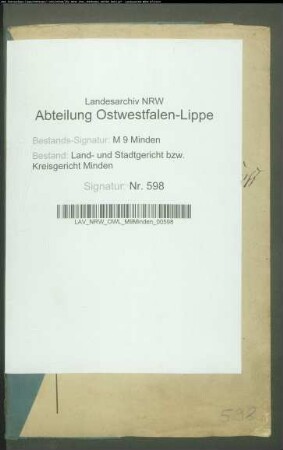 Landesarchiv NRW
Abteilung Ostwestfalen-Lippe
Bestands-Signatur: M 9 Minden
Bestand: Land- und Stadtgericht bzw.
Kreisgericht Minden
Signatur: Nr. 598
LAV_NRW_OWL_M9Minden_00598
598